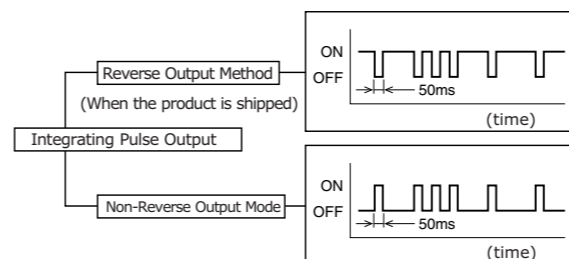 Reverse Output Method
(When the product is shipped)
Integrating Pulse Output
Non-Reverse Output Mode
ON
OFF
50ms
(time)
ON
OFF
50ms
(time)